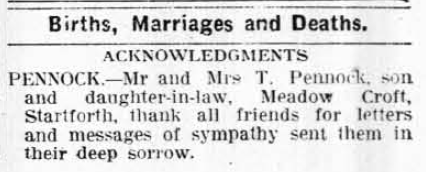 Births, Marriages and Deaths.
ACKNOWLEDGMENTS
PENNOCK.—Mr and Mrs T. Pennock, son
and daughter-in-law, Meadow Croft,
Startforth, thank all friends for letters
and messages of sympathy sent them in
their deep sorrow.